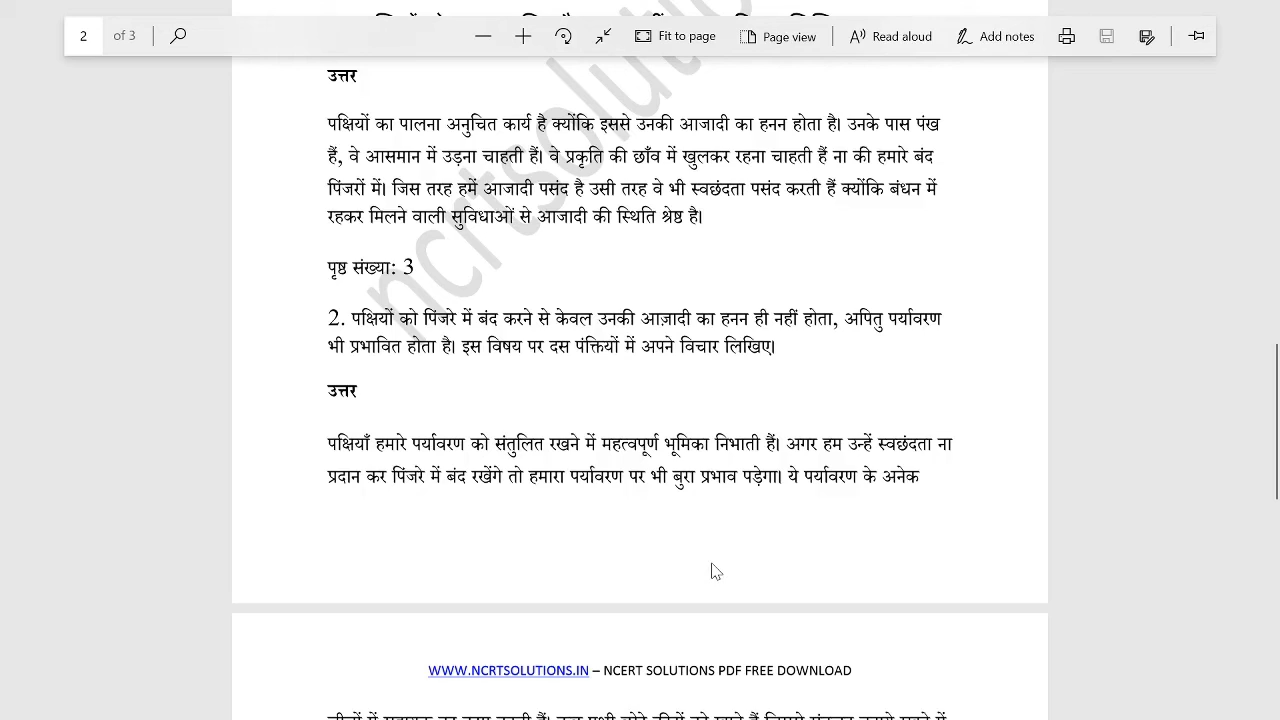 2 of 3 Fit to page Page view Read aloud Add notes
उत्तर
पक्षियों का पालना अनुचित कार्य है क्योंकि इससे उनकी आजादी का हनन होता है। उनके पास पंख
हैं, वे आसमान में उड़ना चाहती हैं। वे प्रकृति की छाँव में खुलकर रहना चाहती हैं ना की हमारे बंद
पिंजरों में। जिस तरह हमें आजादी पसंद है उसी तरह वे भी स्वछंदता पसंद करती हैं क्योंकि बंधन में
रहकर मिलने वाली सुविधाओं से आजादी की स्थिति श्रेष्ठ है।
ncrtsolutio
पृष्ठ संख्या: 3
2. पक्षियों को पिंजरे में बंद करने से केवल उनकी आज़ादी का हनन ही नहीं होता, अपितु पर्यावरण
भी प्रभावित होता है। इस विषय पर दस पंक्तियों में अपने विचार लिखिए।
उत्तर
पक्षियाँ हमारे पर्यावरण को संतुलित रखने में महत्वपूर्ण भूमिका निभाती हैं। अगर हम उन्हें स्वछंदता ना
प्रदान कर पिंजरे में बंद रखेंगे तो हमारा पर्यावरण पर भी बुरा प्रभाव पड़ेगा। ये पर्यावरण के अनेक
WWW.NCRTSOLUTIONS.IN – NCERT SOLUTIONS PDF FREE DOWNLOAD